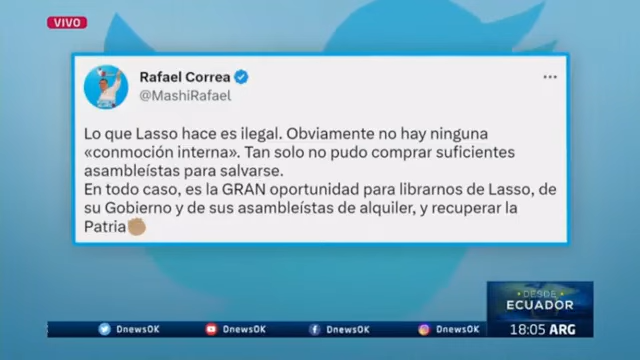 VIVO
Rafael Correa
@MashiRafael
Lo que Lasso hace es ilegal. Obviamente no hay ninguna
«conmoción interna». Tan solo no pudo comprar suficientes
asambleístas para salvarse.
En todo caso, es la GRAN oportunidad para librarnos de Lasso, de
su Gobierno y de sus asambleístas de alquiler, y recuperar la
Patria
DESDE
ECUADOR
DnewsOK DnewsOK DnewsOK DnewsOK 18:05 ARG